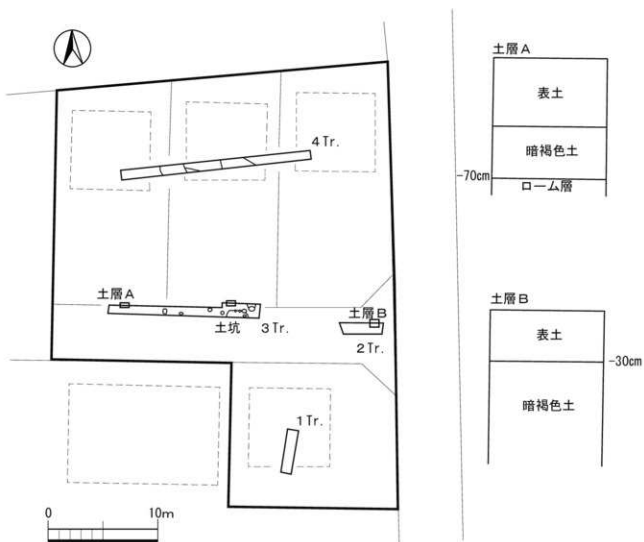 4Tr.
土層A
土坑
3Tr.
土層B
2Tr.
1Tr.
0
10m
土層A
表土
暗褐色土
-70cm
ローム層
土層B
表土
-30cm
暗褐色土